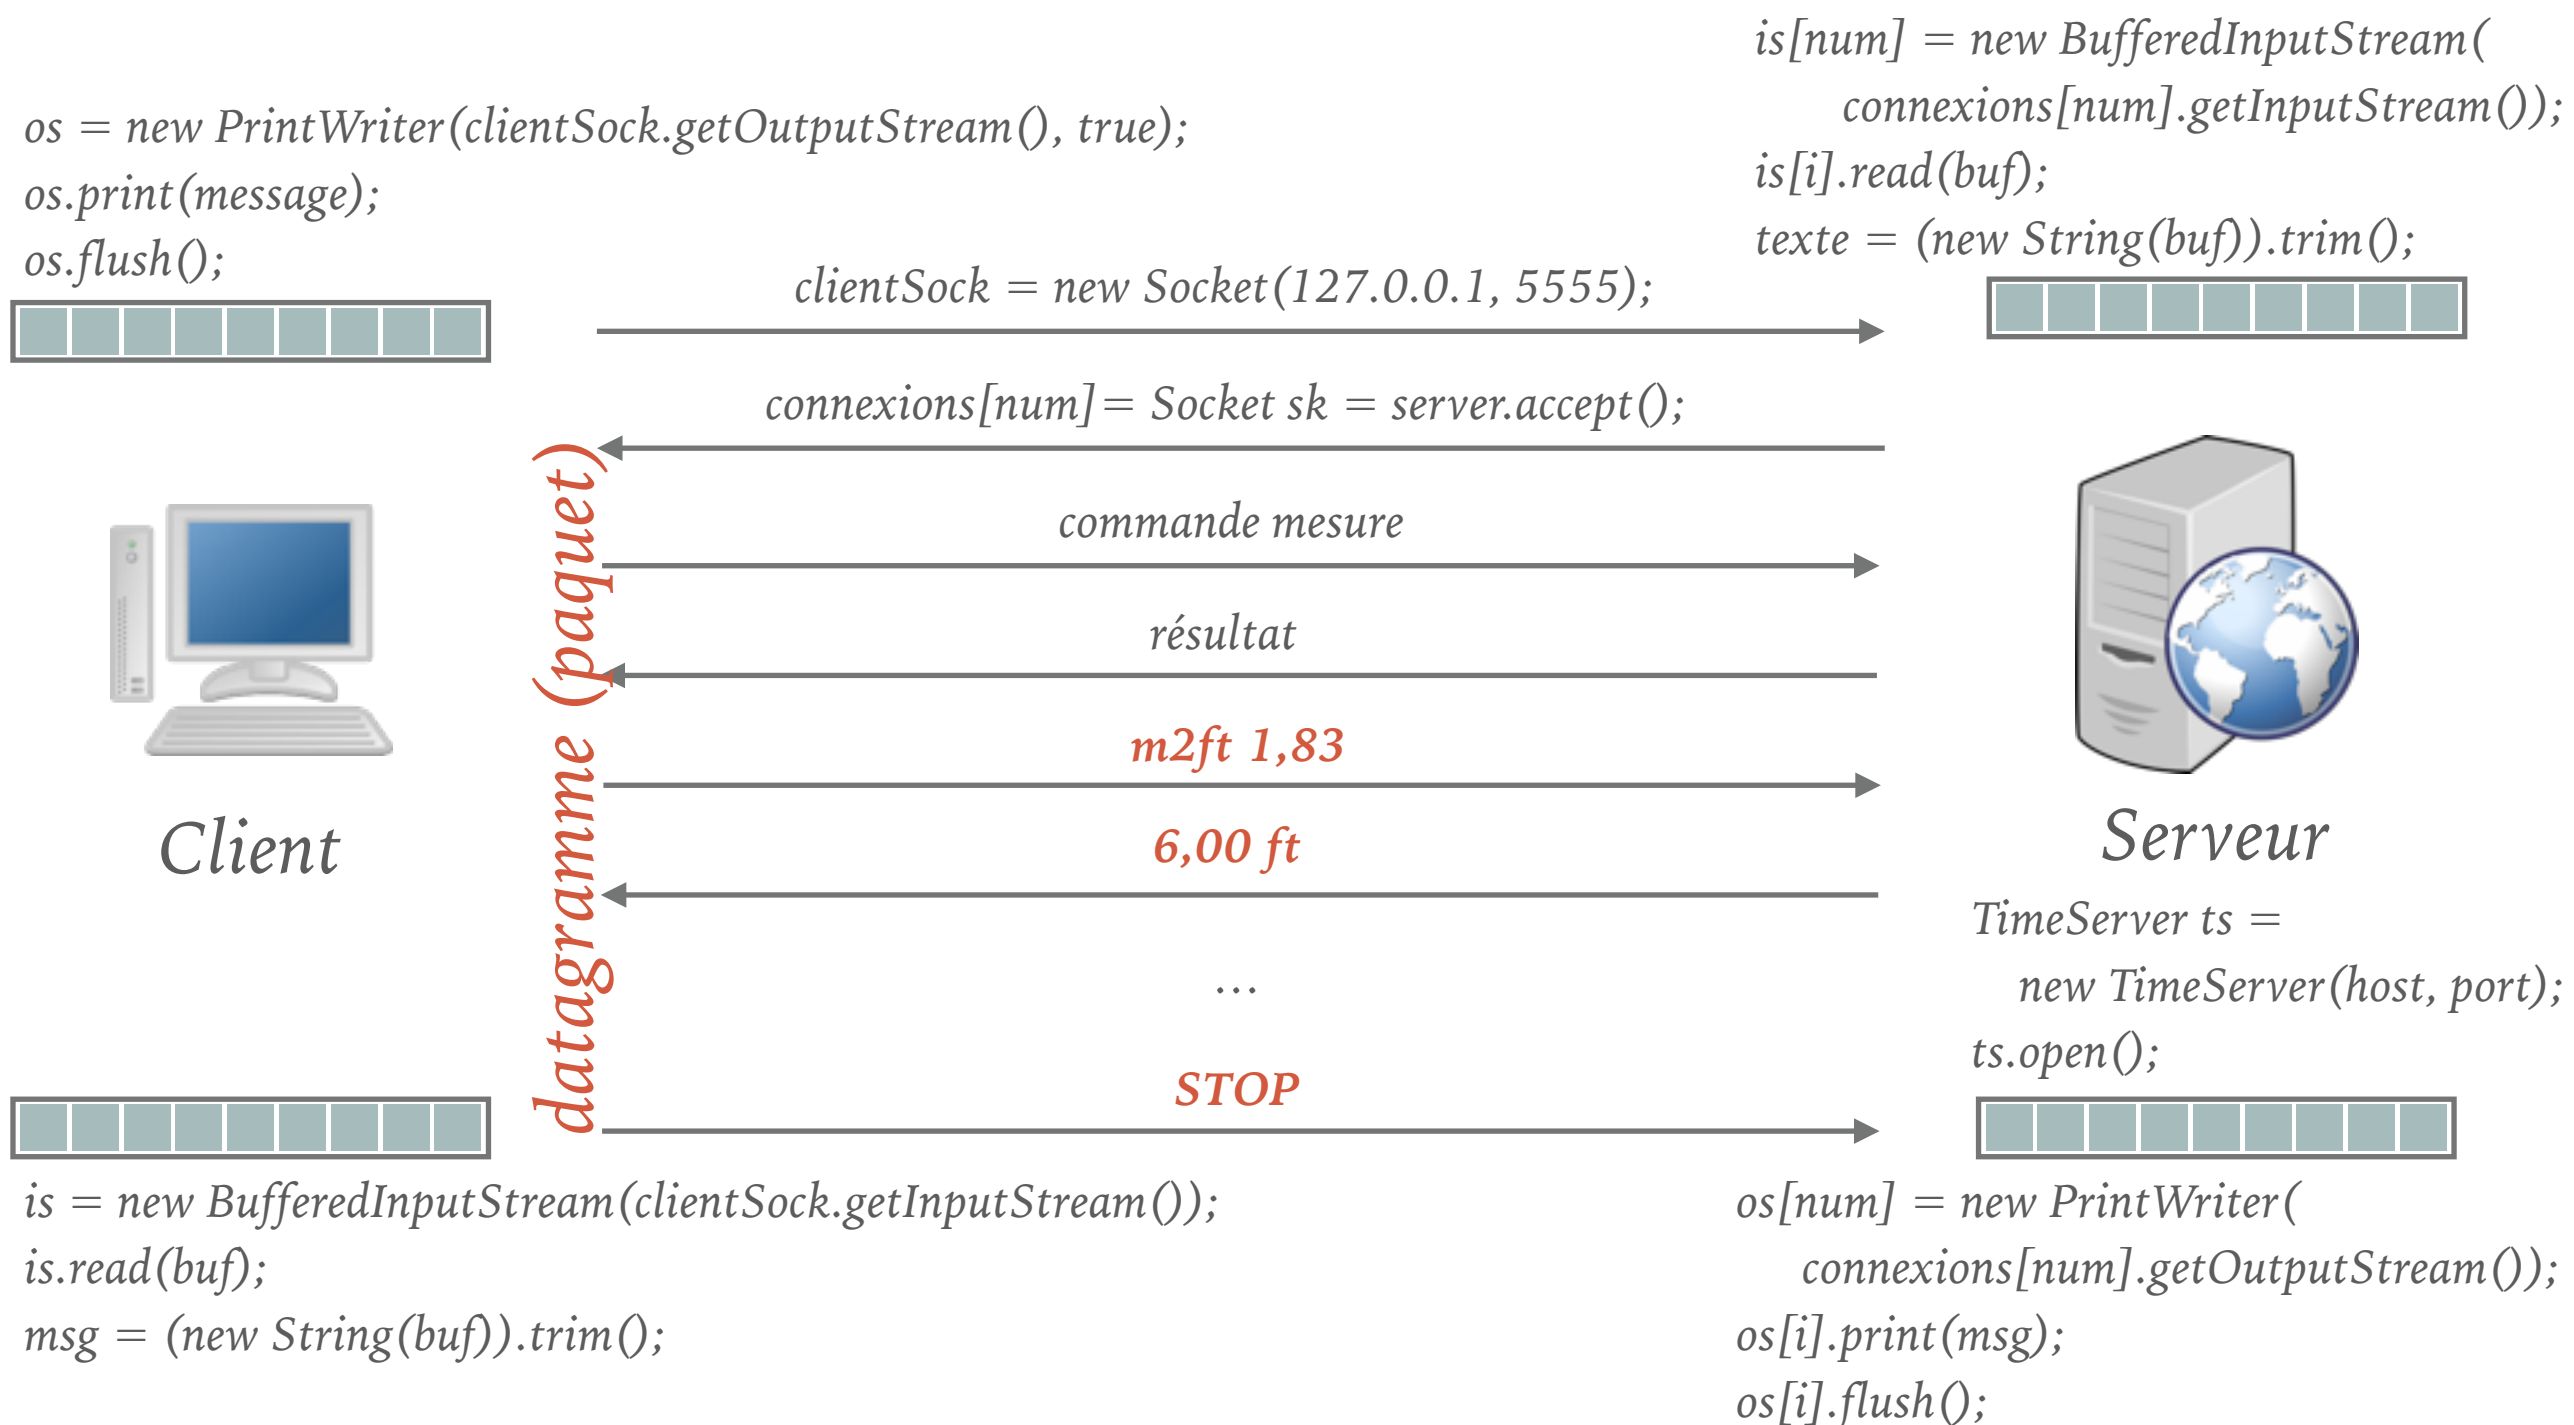 os = new PrintWriter(clientSock.getOutputStream(), true);
os.print(message);
os.flush();
is[num] = new BufferedInputStream(
connexions[num].getInputStream());
is[i].read(buf);
texte = (new String(buf)).trim();
clientSock = new Socket(127.0.0.1, 5555);
connexions[num]= Socket sk = server.accept();
datagramme (paquet)
commande mesure
résultat
m2ft 1,83
6,00 ft
...
STOP
Client
Serveur
TimeServer ts =
new TimeServer(host, port);
ts.open();
is = new BufferedInputStream(clientSock.getInputStream());
is.read(buf);
msg = (new String(buf)).trim();
os[num] = new PrintWriter(
connexions[num].getOutputStream());
os[i].print(msg);
os[i].flush();